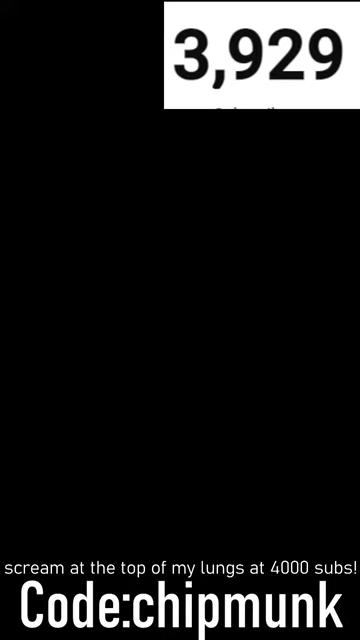 3,929
scream at the top of my lungs at 4000 subs!
Code:chipmunk